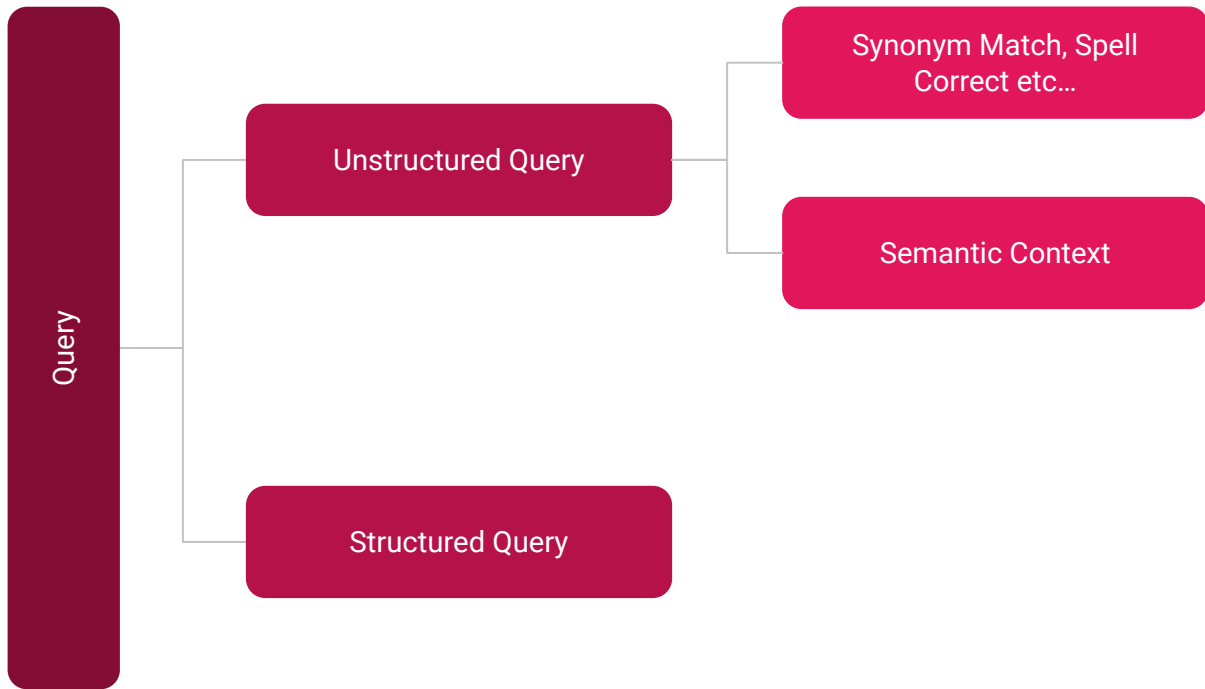 Query
Unstructured Query
Synonym Match, Spell
Correct etc…
Semantic Context
Structured Query